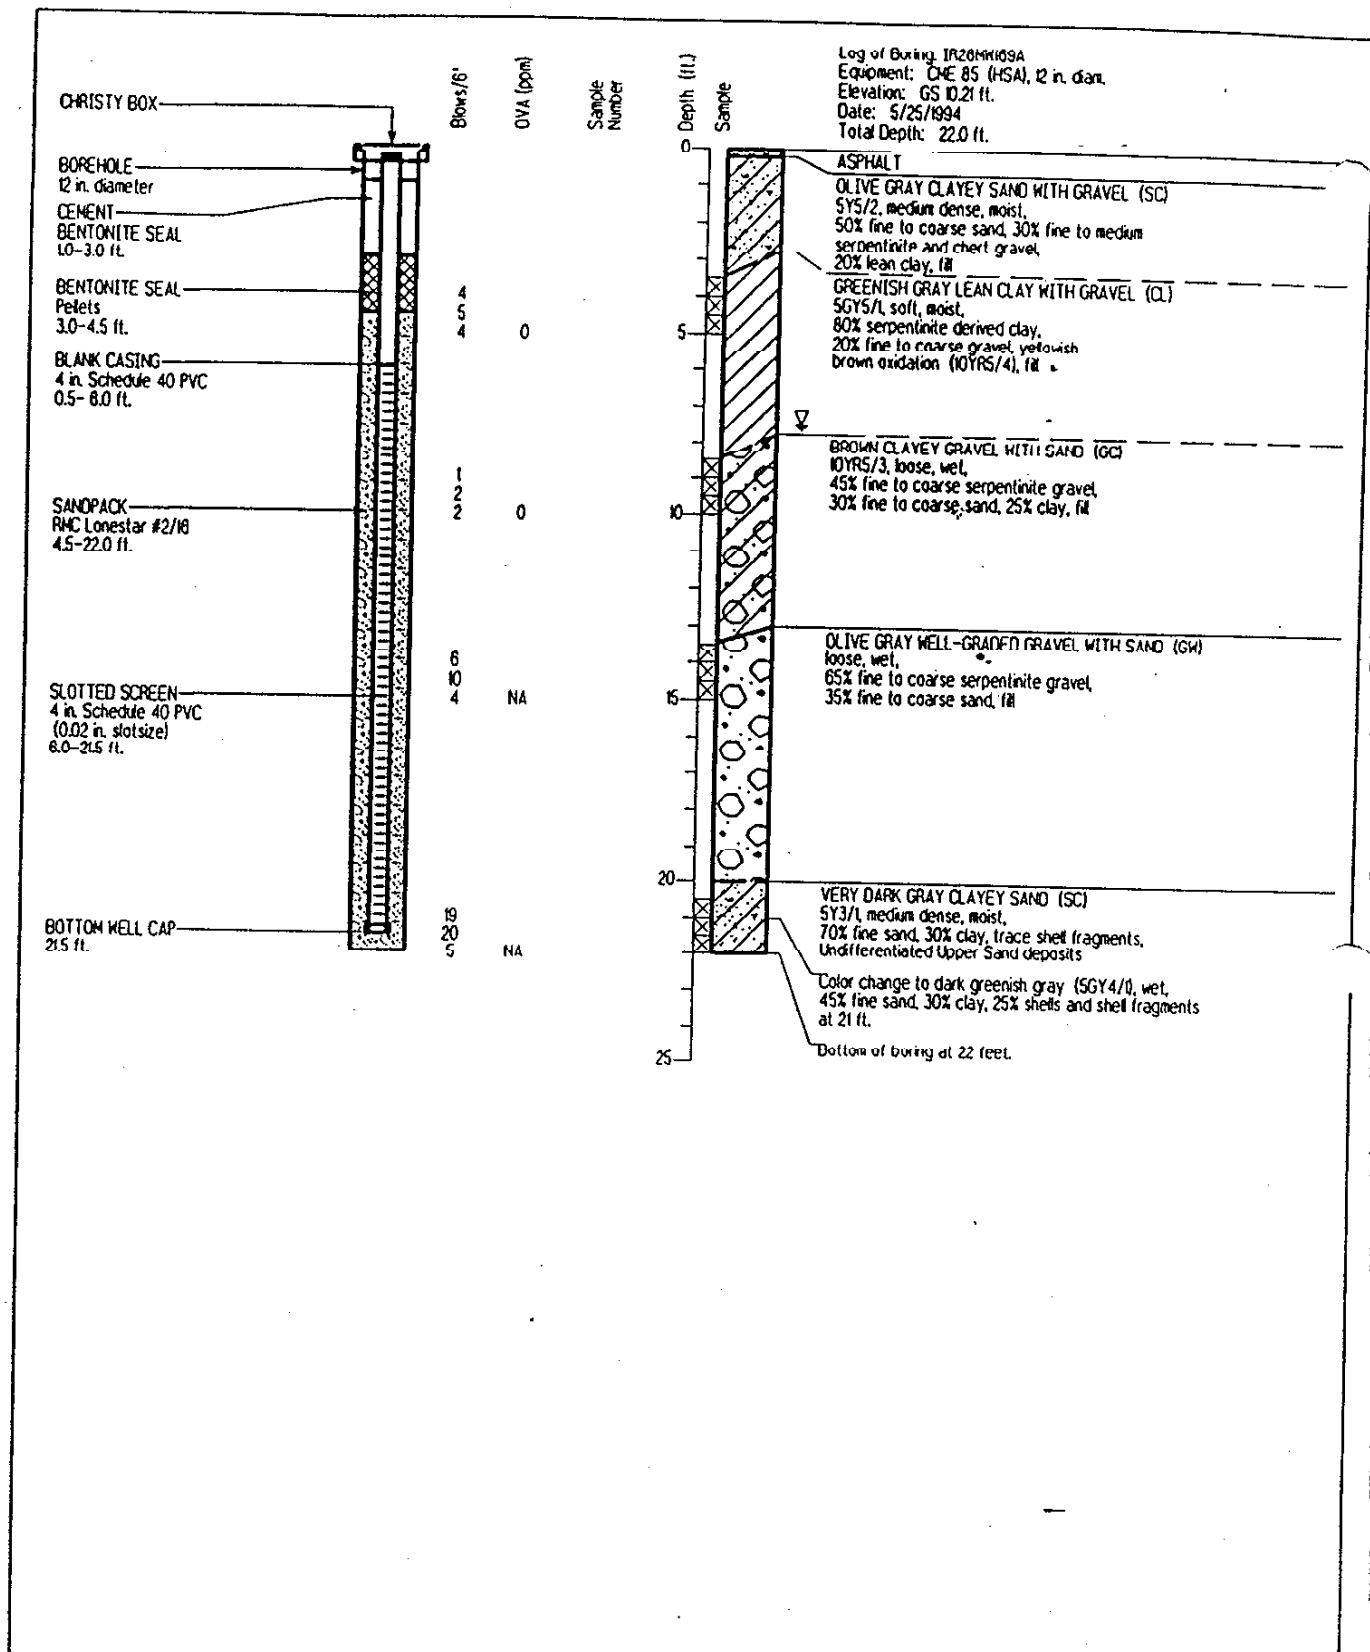 Log of Boring IR26MW169A
Equipment: CME 85 (HSA), 12 in. diam.
Elevation: GS 10.21 ft.
Date: 5/25/1994
Total Depth: 22.0 ft.
Blows/6'
OVA (ppm)
Sample
Number
Depth (ft.)
Sample
CHRISTY BOX
BOREHOLE
12 in. diameter
CEMENT
BENTONITE SEAL
1.0-3.0 ft.
BENTONITE SEAL
Pellets
3.0-4.5 ft.
BLANK CASING
4 in. Schedule 40 PVC
0.5-6.0 ft.
SANDPACK
RMC Lonestar #2/16
4.5-22.0 ft.
SLOTTED SCREEN
4 in. Schedule 40 PVC
(0.02 in. slotsize)
6.0-21.5 ft.
BOTTOM WELL CAP
21.5 ft.
4
5
4 0
1
2
2 0
6
10
4 NA
19
20
5 NA
0
5
10
15
20
25
ASPHALT
OLIVE GRAY CLAYEY SAND WITH GRAVEL (SC)
5Y5/2, medium dense, moist,
50% fine to coarse sand, 30% fine to medium
serpentinite and chert gravel,
20% lean clay, fill
GREENISH GRAY LEAN CLAY WITH GRAVEL (CL)
5GY5/1, soft, moist,
80% serpentinite derived clay,
20% fine to coarse gravel, yellowish
brown oxidation (10YR5/4), fill
BROWN CLAYEY GRAVEL WITH SAND (GC)
10YR5/3, loose, wet,
45% fine to coarse serpentinite gravel,
30% fine to coarse sand, 25% clay, fill
OLIVE GRAY WELL-GRADED GRAVEL WITH SAND (GW)
loose, wet,
65% fine to coarse serpentinite gravel,
35% fine to coarse sand, fill
VERY DARK GRAY CLAYEY SAND (SC)
5Y3/1, medium dense, moist,
70% fine sand, 30% clay, trace shell fragments,
Undifferentiated Upper Sand deposits
Color change to dark greenish gray (5GY4/1), wet,
45% fine sand, 30% clay, 25% shells and shell fragments
at 21 ft.
Bottom of boring at 22 feet.